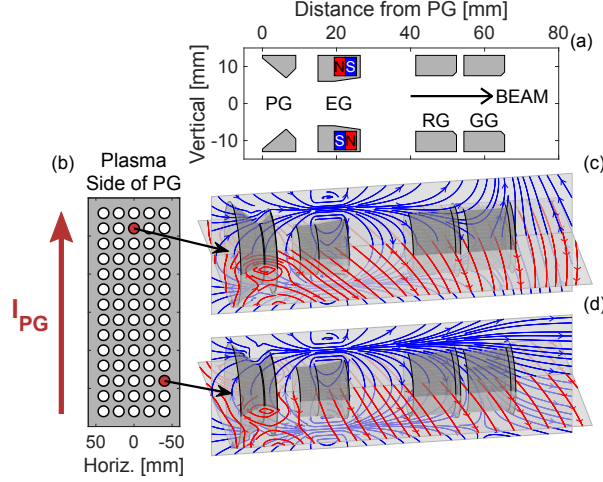 Distance from PG [mm]
0 20 40 60 80
(a)
Vertical [mm]
10
0
-10
N S
PG EG
BEAM
RG GG
S N
(b) Plasma
Side of PG
(c)
I_PG
(d)
50 0 -50
Horiz. [mm]